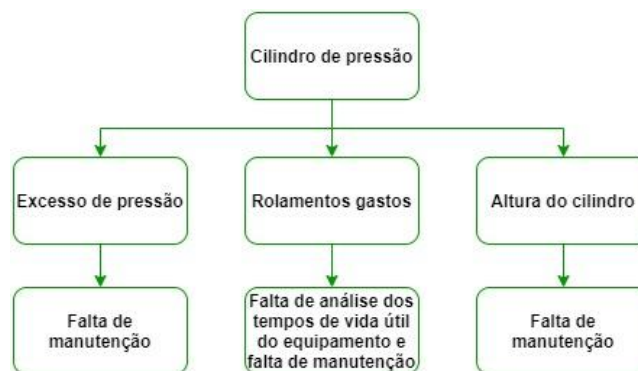 Cilindro de pressão
Excesso de pressão
Rolamentos gastos
Altura do cilindro
Falta de
manutenção
Falta de análise dos
tempos de vida útil
do equipamento e
falta de manutenção
Falta de
manutenção